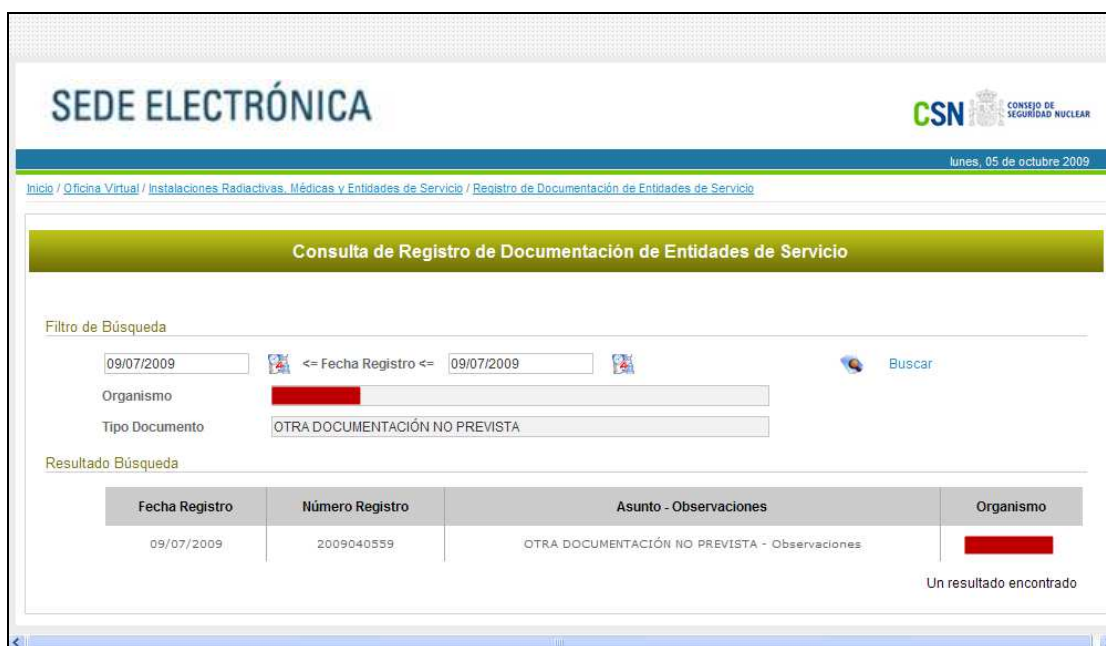 SEDE ELECTRÓNICA
CSN CONSEJO DE
SEGURIDAD NUCLEAR
lunes, 05 de octubre 2009
Inicio / Oficina Virtual / Instalaciones Radiactivas, Médicas y Entidades de Servicio / Registro de Documentación de Entidades de Servicio
Consulta de Registro de Documentación de Entidades de Servicio
Filtro de Búsqueda
09/07/2009 <= Fecha Registro <= 09/07/2009 Buscar
Organismo
Tipo Documento OTRA DOCUMENTACIÓN NO PREVISTA
Resultado Búsqueda
Fecha Registro Número Registro Asunto - Observaciones Organismo
09/07/2009 2009040559 OTRA DOCUMENTACIÓN NO PREVISTA - Observaciones
Un resultado encontrado